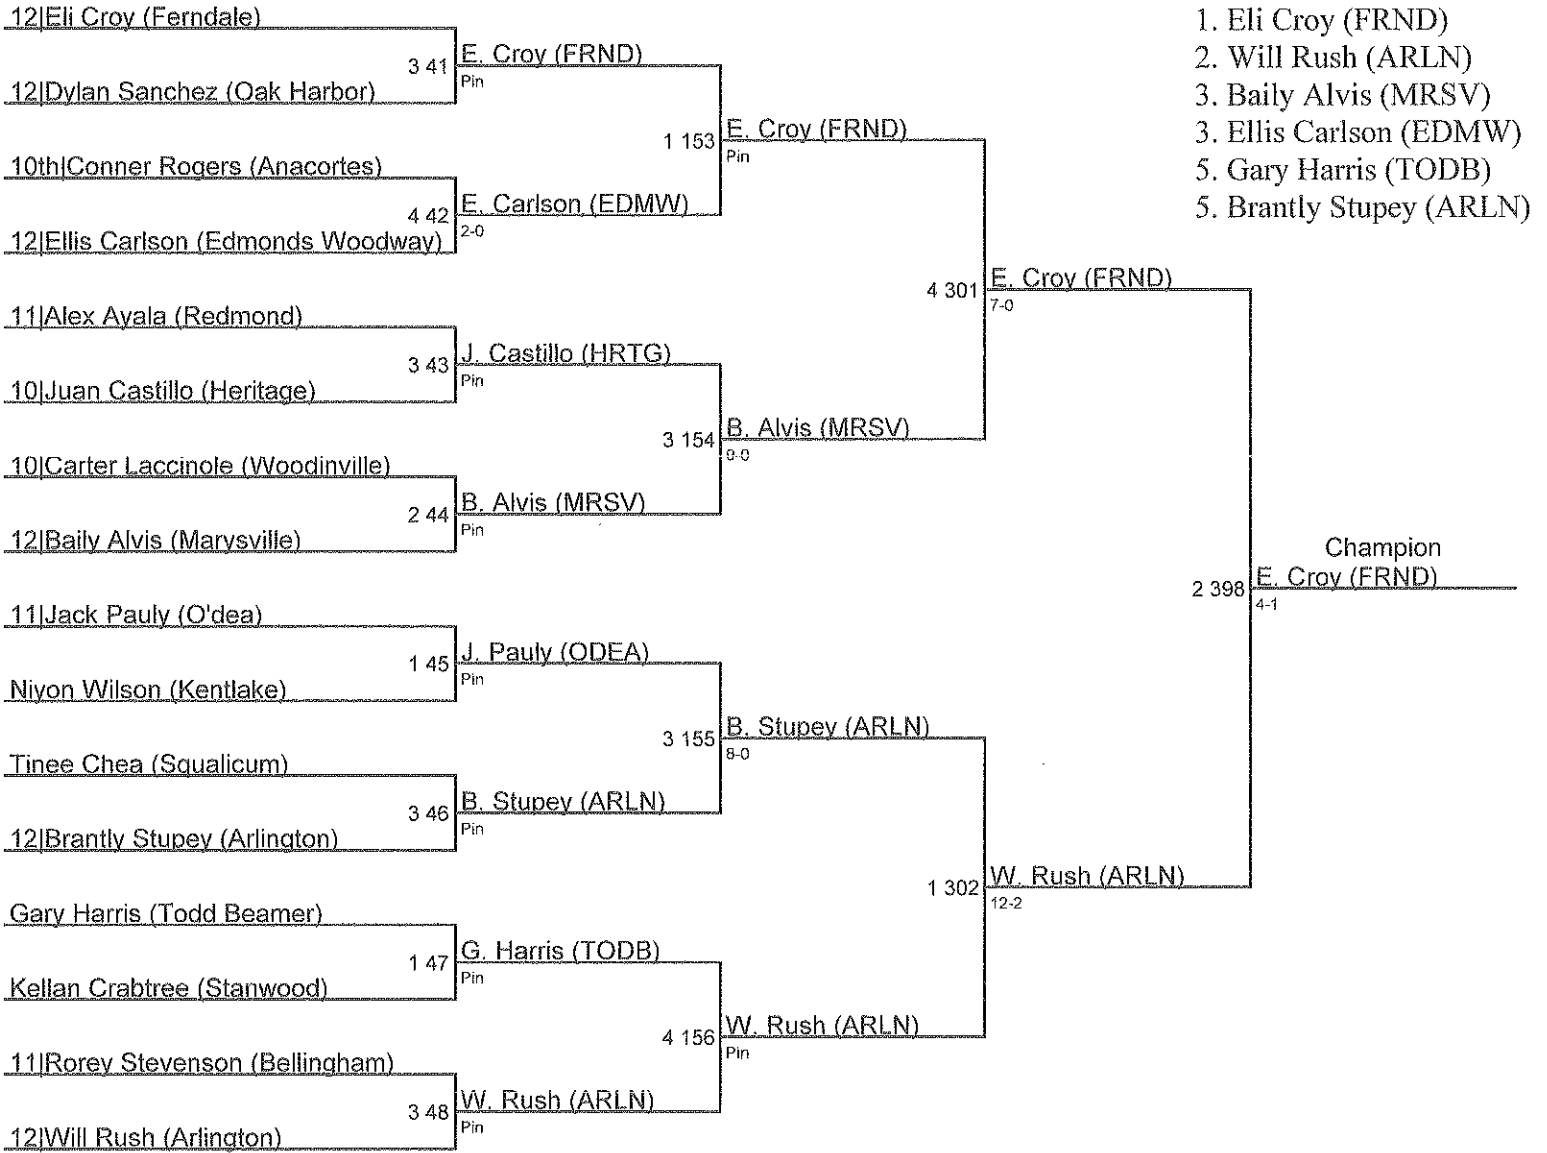 12|Eli Croy (Ferndale)
3 41
E. Croy (FRND)
Pin
12|Dylan Sanchez (Oak Harbor)
1 153
E. Croy (FRND)
Pin
10th|Conner Rogers (Anacortes)
4 42
E. Carlson (EDMW)
2-0
12|Ellis Carlson (Edmonds Woodway)
4 301
E. Croy (FRND)
7-0
11|Alex Ayala (Redmond)
3 43
J. Castillo (HRTG)
Pin
10|Juan Castillo (Heritage)
3 154
B. Alvis (MRSV)
9-0
10|Carter Laccinole (Woodinville)
2 44
B. Alvis (MRSV)
Pin
12|Baily Alvis (Marysville)
Champion
2 398
E. Croy (FRND)
4-1
11|Jack Pauly (O'dea)
1 45
J. Pauly (ODEA)
Pin
Niyon Wilson (Kentlake)
3 155
B. Stupey (ARLN)
8-0
Tinee Chea (Squalicum)
3 46
B. Stupey (ARLN)
Pin
12|Brantly Stupey (Arlington)
1 302
W. Rush (ARLN)
12-2
Gary Harris (Todd Beamer)
1 47
G. Harris (TODB)
Pin
Kellan Crabtree (Stanwood)
4 156
W. Rush (ARLN)
Pin
11|Rorey Stevenson (Bellingham)
3 48
W. Rush (ARLN)
Pin
12|Will Rush (Arlington)
1. Eli Croy (FRND)
2. Will Rush (ARLN)
3. Baily Alvis (MRSV)
3. Ellis Carlson (EDMW)
5. Gary Harris (TODB)
5. Brantly Stupey (ARLN)